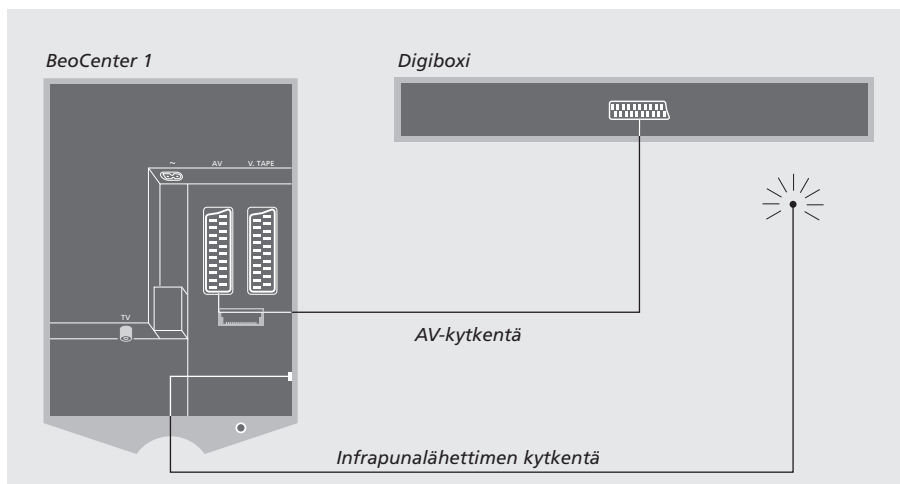 BeoCenter 1
Digiboxi
~ AV V. TAPE
TV
AV-kytkentä
Infrapunalähettimen kytkentä